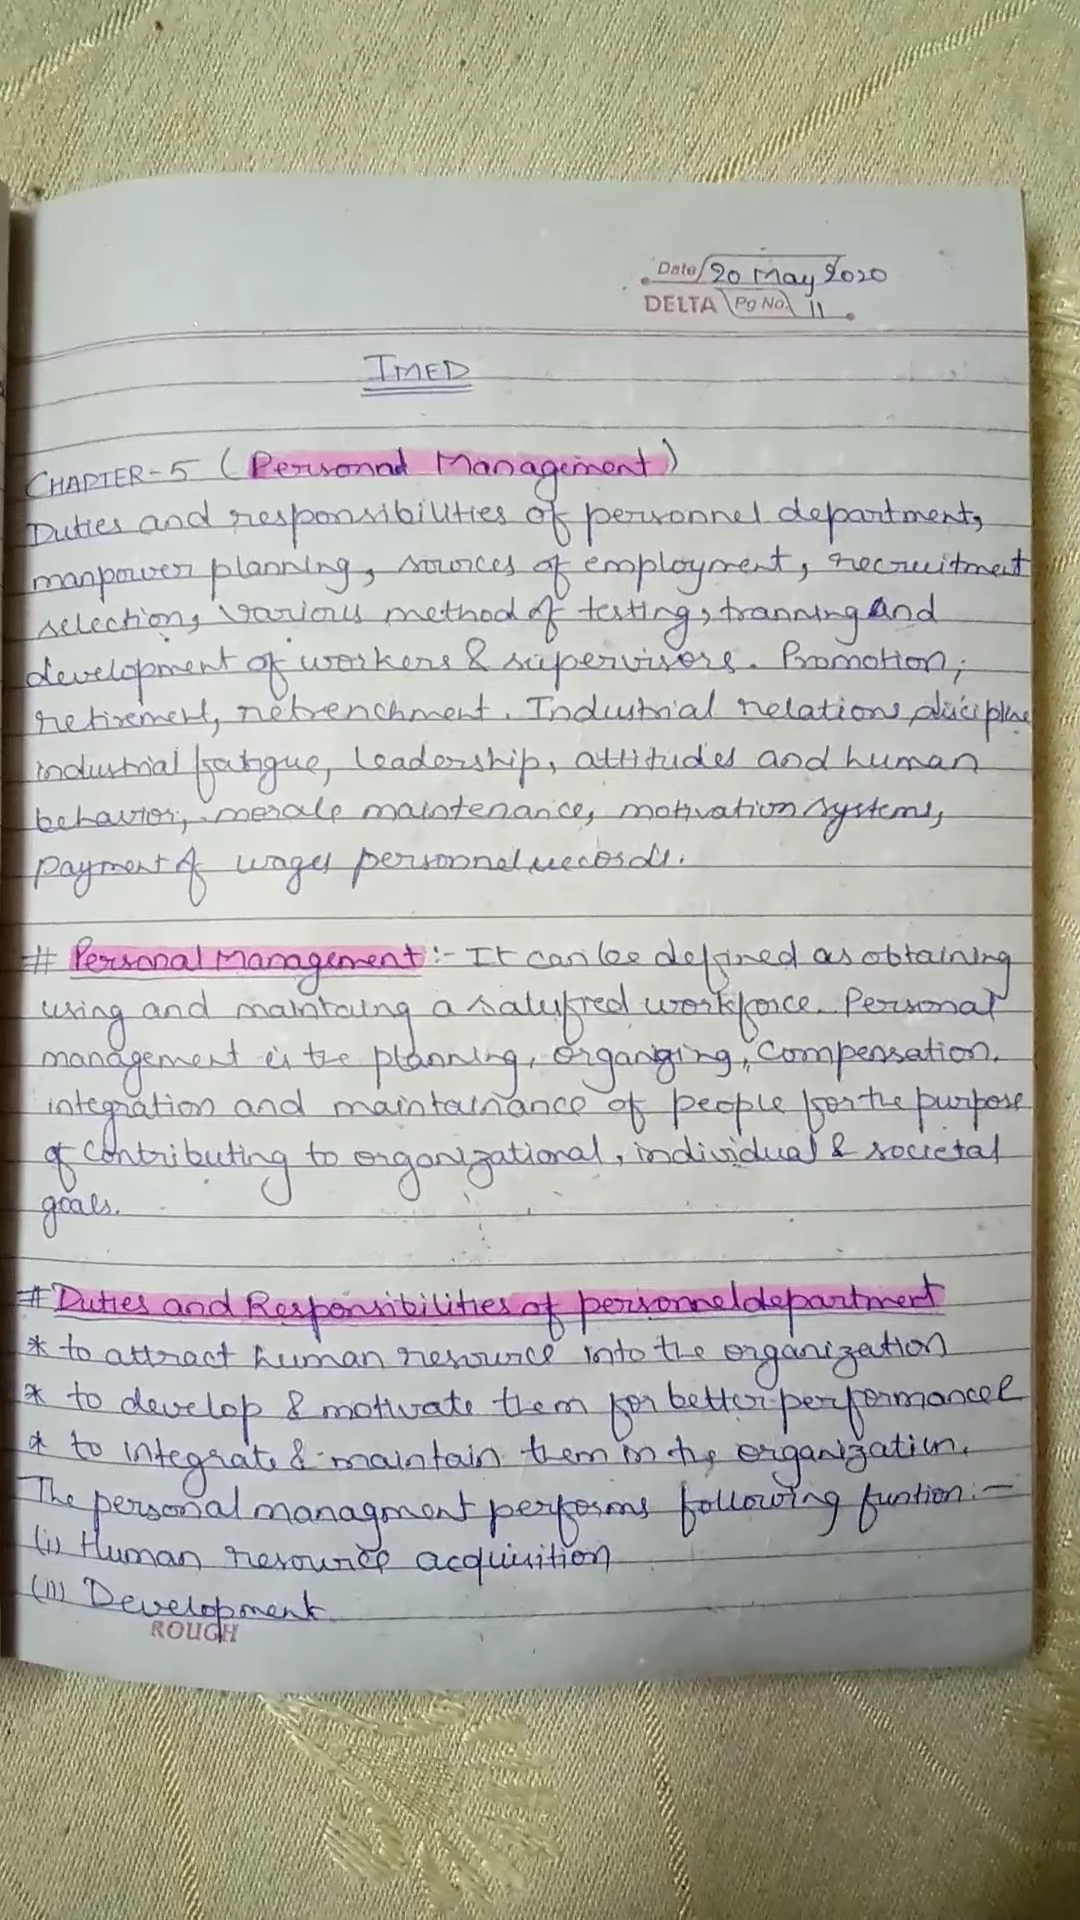 Date 20 May 2020
DELTA Pg No. 11
IMED
CHAPTER-5 (Personnal Management)
Duties and responsibilities of personnel department,
manpower planning, sources of employment, recruitment
selection, various method of testing, tranning and
development of workers & supervisors. Promotion,
retirement, retrenchment. Industrial relations, discipline
industrial fatigue, leadership, attitudes and human
behavior, morale maintenance, motivation systems,
payment of wages personnel records.
# Personal Management :- It can be defined as obtaining
using and maintaing a satisfied workforce. Personal
management is the planning, organizing, compensation,
integration and maintainance of people for the purpose
of contributing to organizational, individual & societal
goals.
# Duties and Responsibilities of personnel department
* to attract human resource into the organization
* to develop & motivate them for better performance
* to integrate & maintain them in the organization.
The personal managment performs following funtion :-
(i) Human resource acquisition
(ii) Development
ROUGH